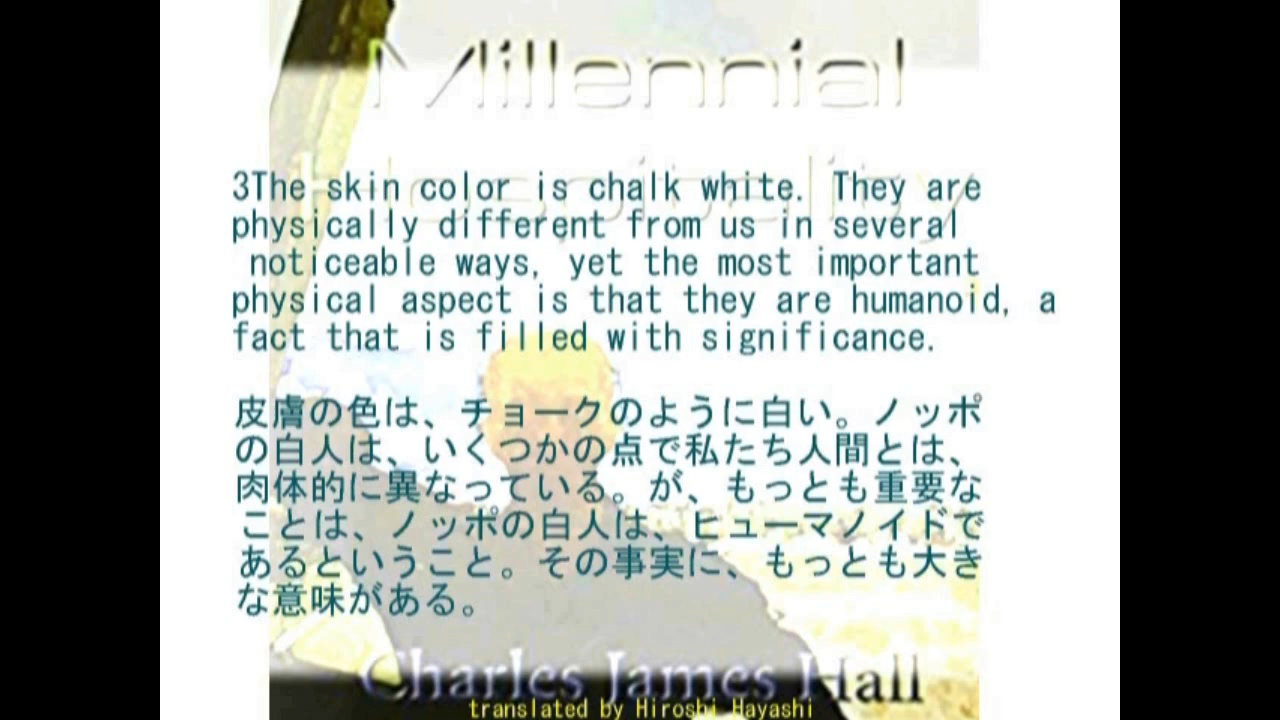 Millennial
Hospitality
3The skin color is chalk white. They are
physically different from us in several
noticeable ways, yet the most important
physical aspect is that they are humanoid, a
fact that is filled with significance.
皮膚の色は、チョークのように白い。ノッポ
の白人は、いくつかの点で私たち人間とは、
肉体的に異なっている。が、もっとも重要な
ことは、ノッポの白人は、ヒューマノイドで
あるということ。その事実に、もっとも大き
な意味がある。
Charles James Hall
translated by Hiroshi Hayashi